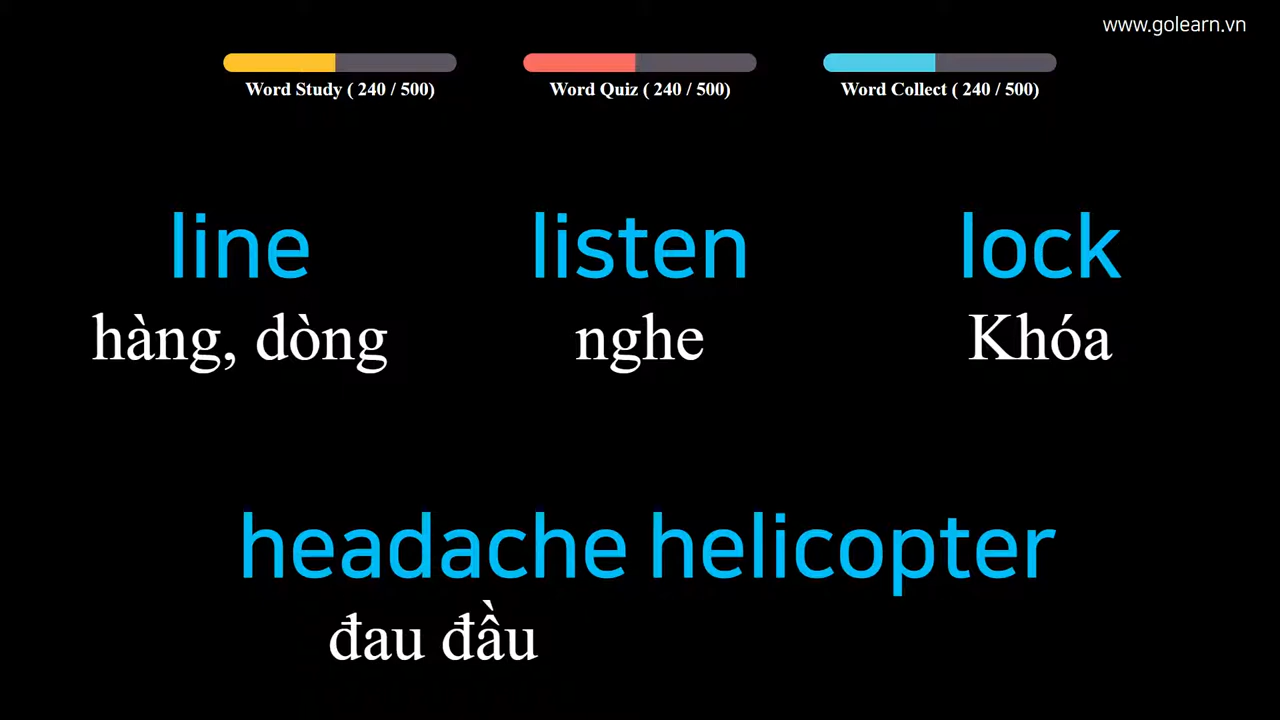 www.golearn.vn
Word Study ( 240 / 500)
Word Quiz ( 240 / 500)
Word Collect ( 240 / 500)
line
listen
lock
hàng, dòng
nghe
Khóa
headache
helicopter
đau đầu